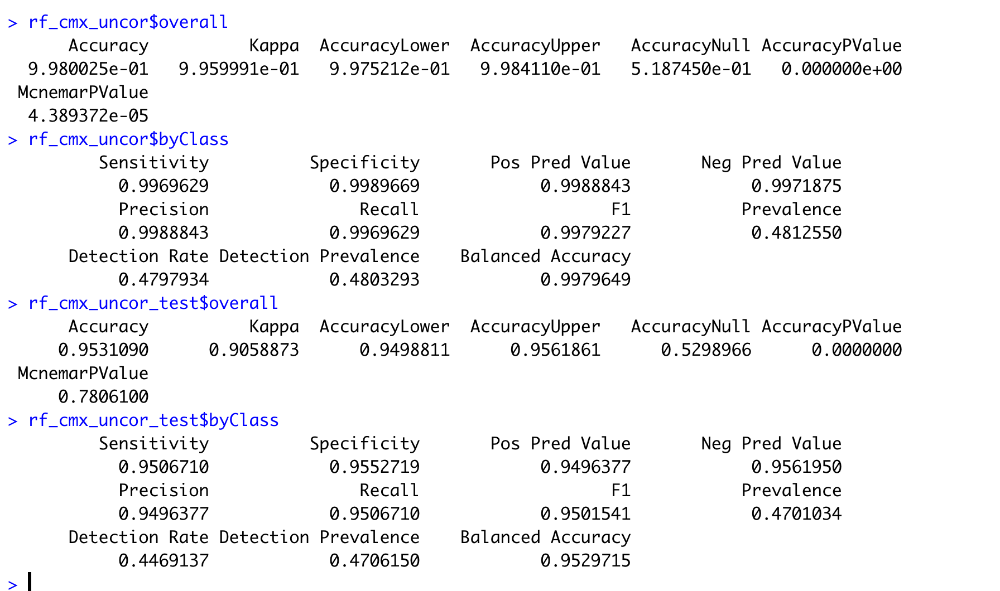 > rf_cmx_uncor$overall
Accuracy Kappa AccuracyLower AccuracyUpper AccuracyNull AccuracyPValue
9.980025e-01 9.959991e-01 9.975212e-01 9.984110e-01 5.187450e-01 0.000000e+00
McnemarPValue
4.389372e-05
> rf_cmx_uncor$byClass
Sensitivity Specificity Pos Pred Value Neg Pred Value
0.9969629 0.9989669 0.9988843 0.9971875
Precision Recall F1 Prevalence
0.9988843 0.9969629 0.9979227 0.4812550
Detection Rate Detection Prevalence Balanced Accuracy
0.4797934 0.4803293 0.9979649
> rf_cmx_uncor_test$overall
Accuracy Kappa AccuracyLower AccuracyUpper AccuracyNull AccuracyPValue
0.9531090 0.9058873 0.9498811 0.9561861 0.5298966 0.0000000
McnemarPValue
0.7806100
> rf_cmx_uncor_test$byClass
Sensitivity Specificity Pos Pred Value Neg Pred Value
0.9506710 0.9552719 0.9496377 0.9561950
Precision Recall F1 Prevalence
0.9496377 0.9506710 0.9501541 0.4701034
Detection Rate Detection Prevalence Balanced Accuracy
0.4469137 0.4706150 0.9529715
>